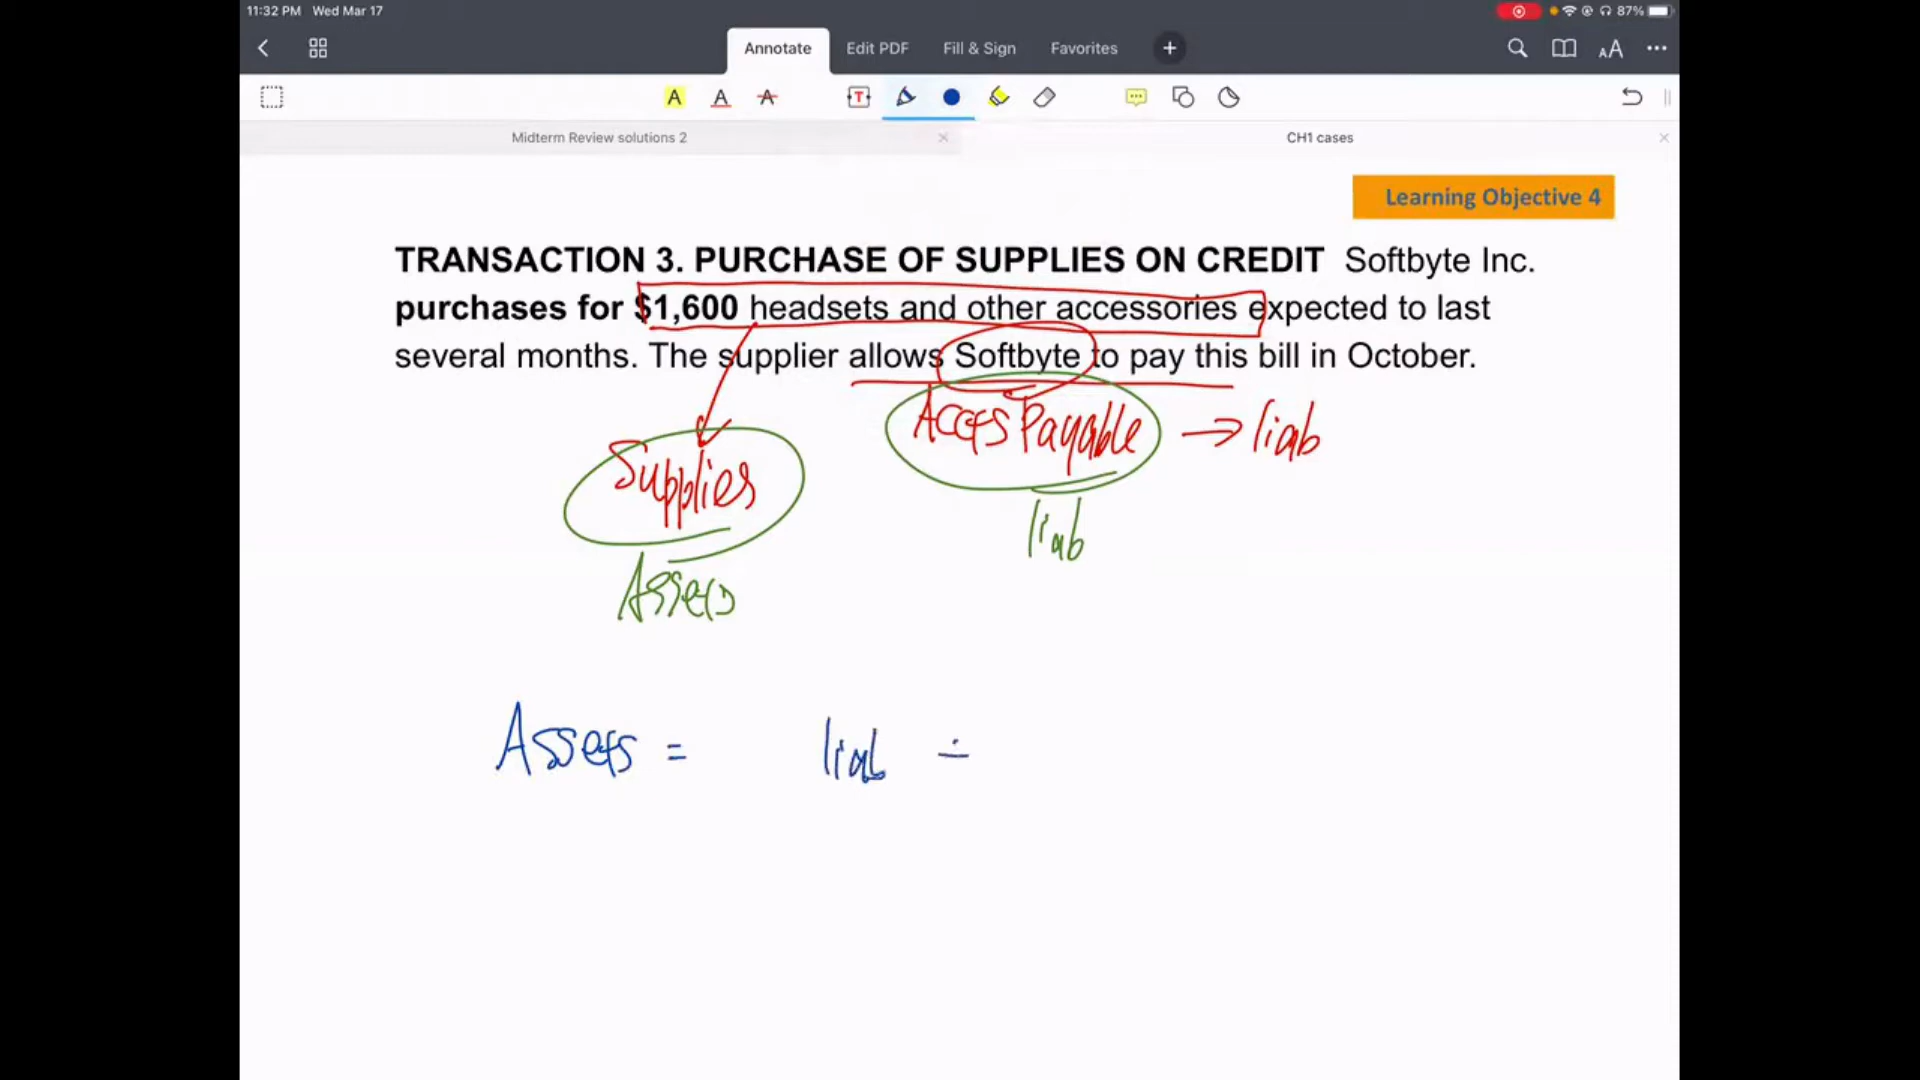 11:32 PM Wed Mar 17
87%
Annotate Edit PDF Fill & Sign Favorites
A A A T
AA
Midterm Review solutions 2
CH1 cases
Learning Objective 4
TRANSACTION 3. PURCHASE OF SUPPLIES ON CREDIT Softbyte Inc.
purchases for $1,600 headsets and other accessories expected to last
several months. The supplier allows Softbyte to pay this bill in October.
Payable → liab
Supplies
liab
Assets
Assets = liab